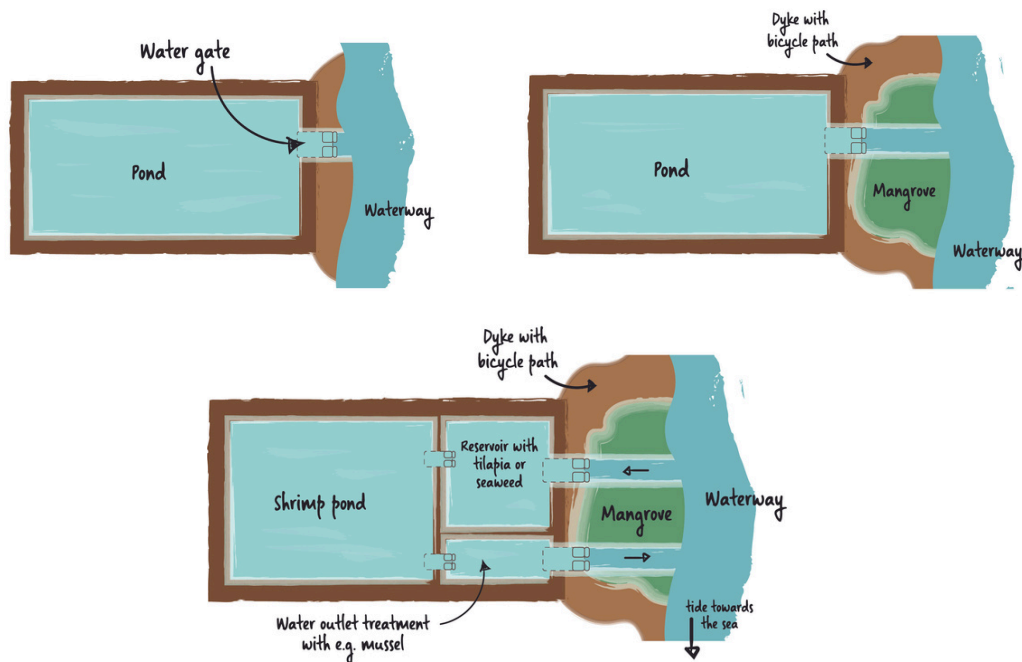 Water gate
Pond
Waterway
Dyke with
bicycle path
Pond
Mangrove
Waterway
Dyke with
bicycle path
Reservoir with
tilapia or
seaweed
Shrimp pond
Mangrove
Waterway
Water outlet treatment
with e.g. mussel
tide towards
the sea